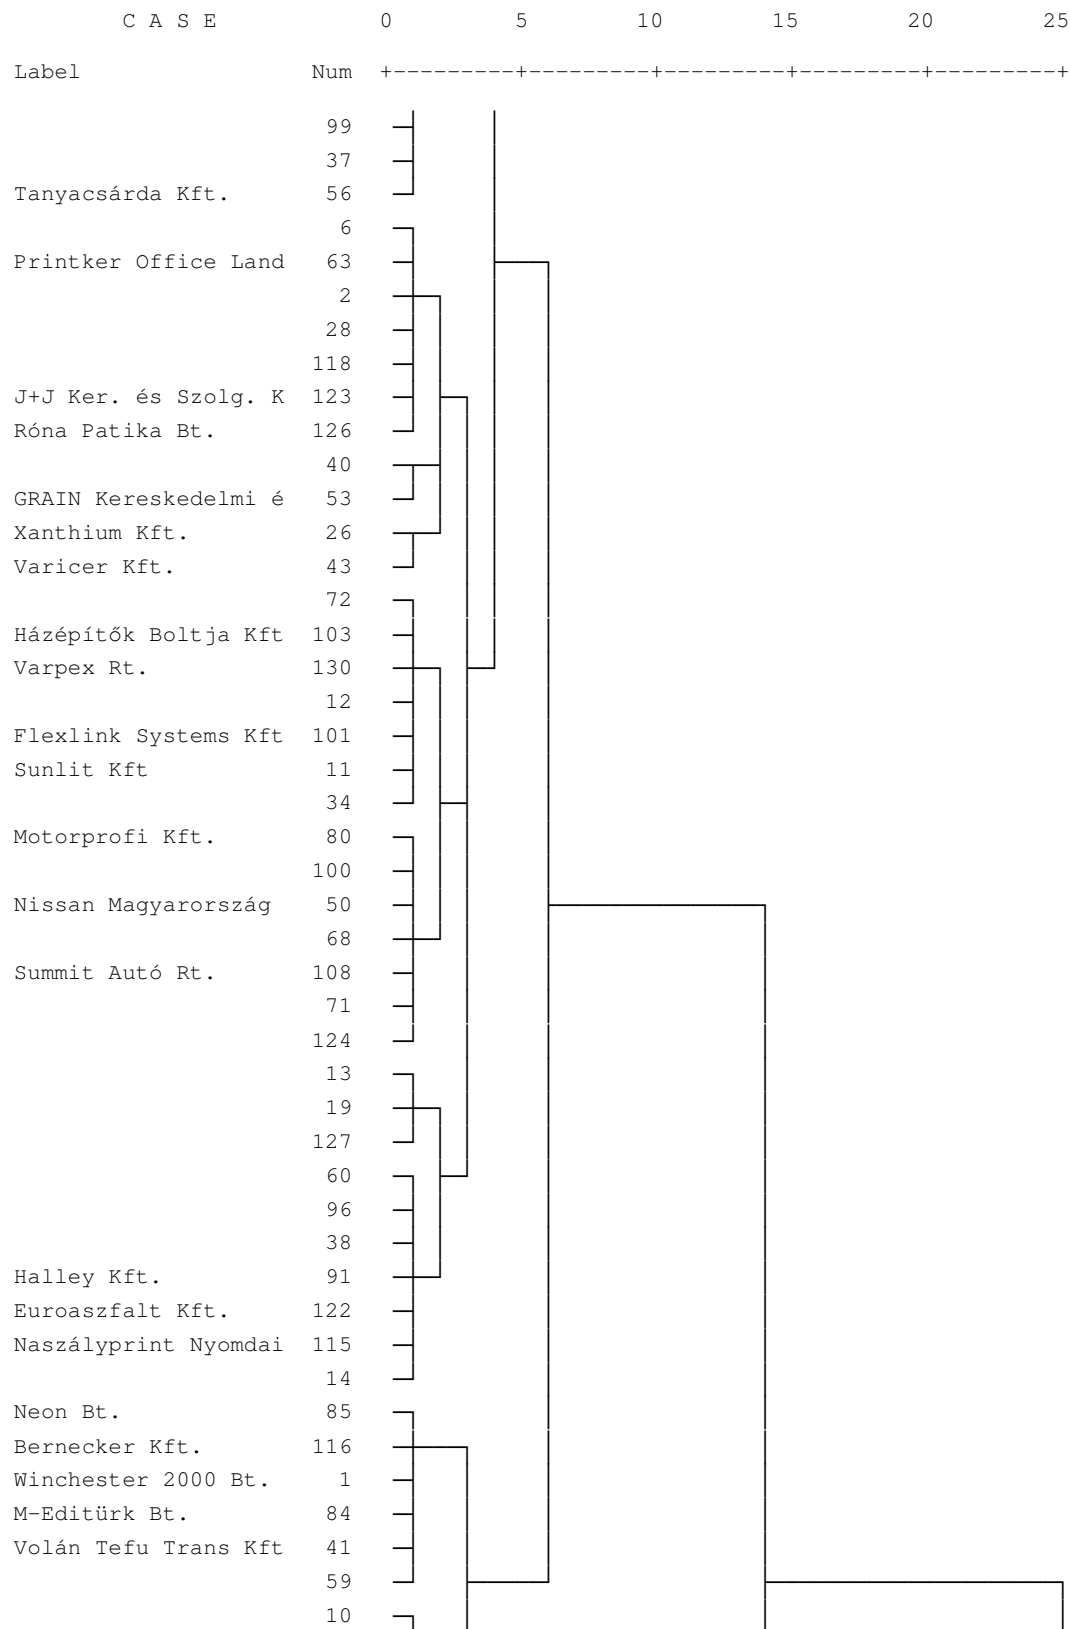 C A S E 0 5 10 15 20 25
Label Num +---------+---------+---------+---------+---------+
99
37
Tanyacsárda Kft. 56
6
Printker Office Land 63
2
28
118
J+J Ker. és Szolg. K 123
Róna Patika Bt. 126
40
GRAIN Kereskedelmi é 53
Xanthium Kft. 26
Varicer Kft. 43
72
Házépítők Boltja Kft 103
Varpex Rt. 130
12
Flexlink Systems Kft 101
Sunlit Kft 11
34
Motorprofi Kft. 80
100
Nissan Magyarország 50
68
Summit Autó Rt. 108
71
124
13
19
127
60
96
38
Halley Kft. 91
Euroaszfalt Kft. 122
Naszályprint Nyomdai 115
14
Neon Bt. 85
Bernecker Kft. 116
Winchester 2000 Bt. 1
M-Editürk Bt. 84
Volán Tefu Trans Kft 41
59
10